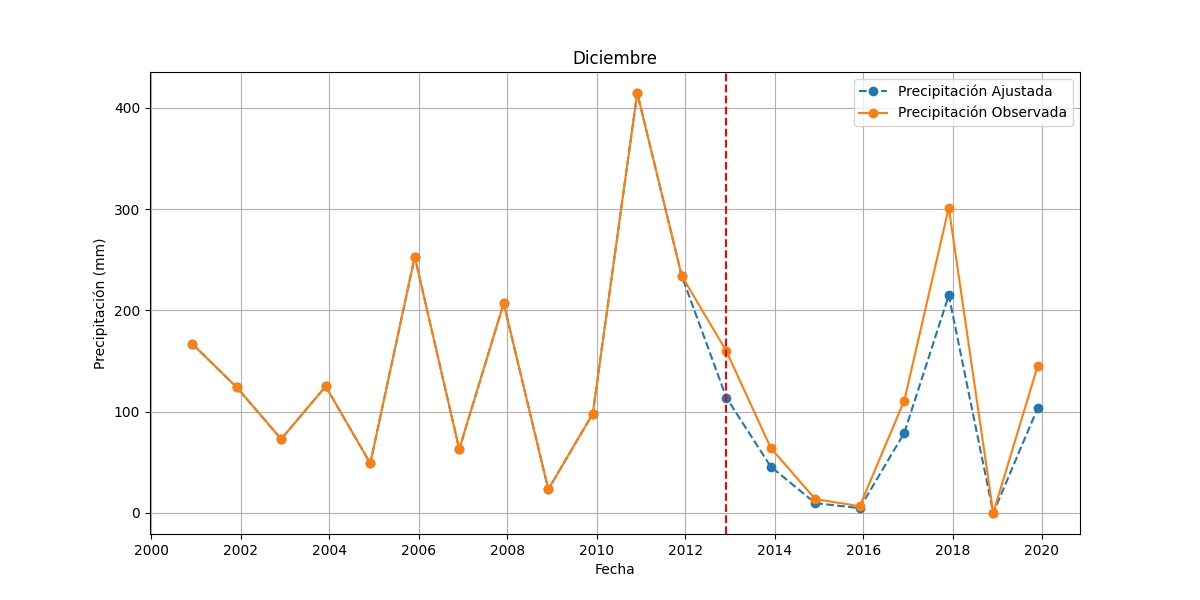 Diciembre
Precipitación Ajustada
Precipitación Observada
Precipitación (mm)
400
300
200
100
0
2000 2002 2004 2006 2008 2010 2012 2014 2016 2018 2020
Fecha